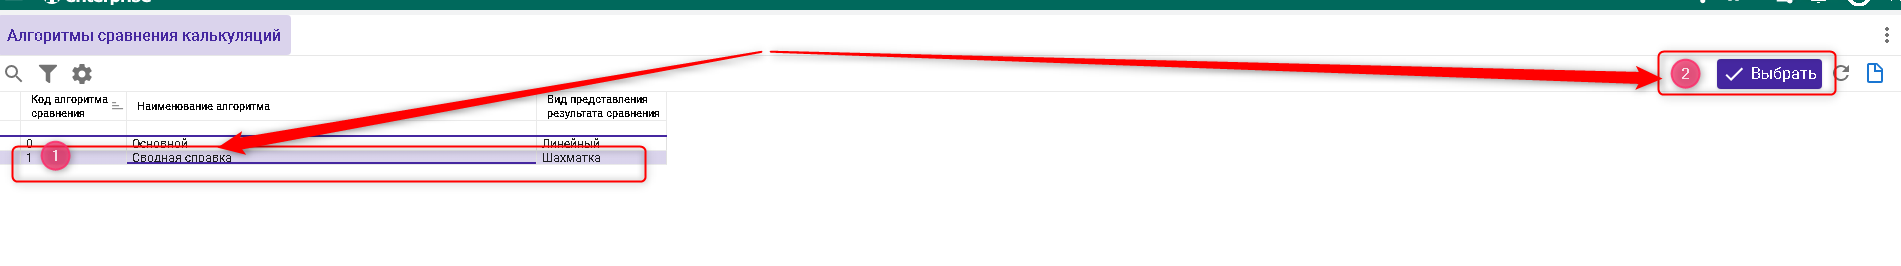 enterprise
Алгоритмы сравнения калькуляций
2 Выбрать
Код алгоритма сравнения
Наименование алгоритма
Вид представления результата сравнения
0 Основной Линейный
1 1 Сводная справка Шахматка